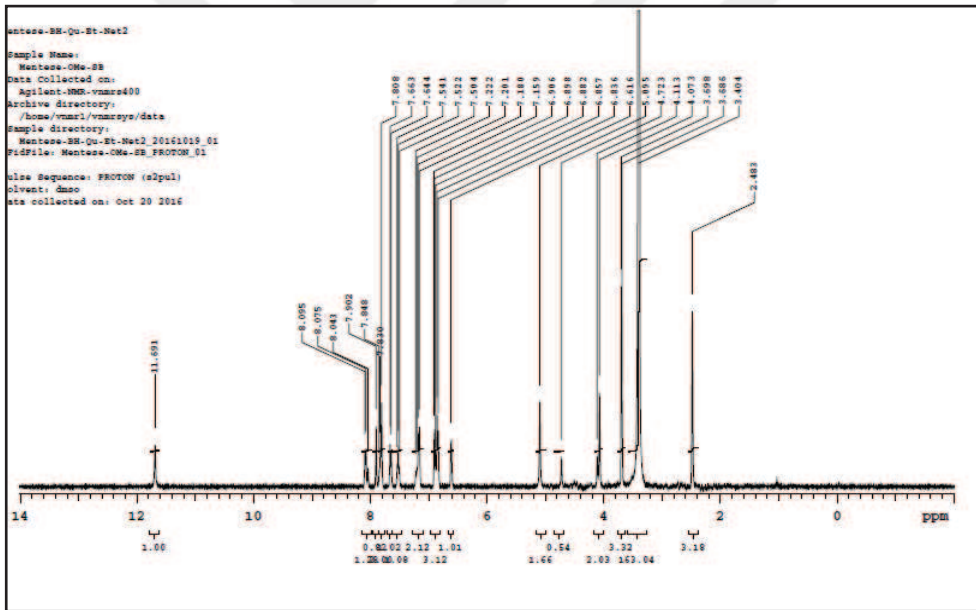 entese-BH-Qu-Et-Net2
Sample Name:
Mentese-OMe-SB
Data Collected on:
Agilent-NMR-vnmrs400
Archive directory:
/home/vnmr1/vnmrsys/data
Sample directory:
Mentese-BH-Qu-Et-Net2_20161019_01
FidFile: Mentese-OMe-SB_PROTON_01
ulse Sequence: PROTON (s2pul)
olvent: dmso
ata collected on: Oct 20 2016
11.691
8.095
8.075
8.043
7.902
7.848
7.830
7.808
7.663
7.644
7.541
7.522
7.504
7.222
7.201
7.180
7.159
6.906
6.898
6.882
6.857
6.836
6.616
5.095
4.723
4.113
4.073
3.698
3.686
3.404
2.483
14 12 10 8 6 4 2 0 ppm
1.00
1.01
0.54
3.32
3.18
2.12
3.12
1.66
2.03
163.04